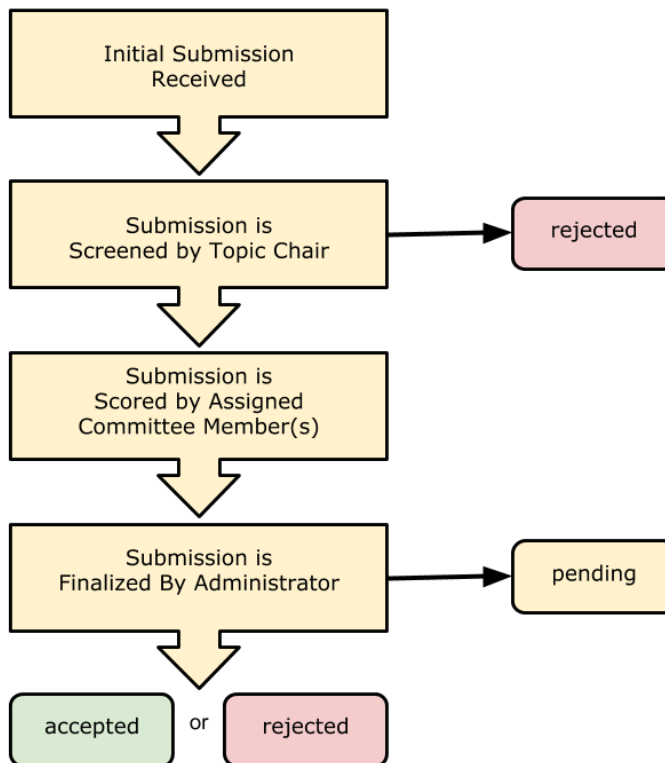 Initial Submission
Received
Submission is
Screened by Topic Chair
rejected
Submission is
Scored by Assigned
Committee Member(s)
Submission is
Finalized By Administrator
pending
accepted
or
rejected